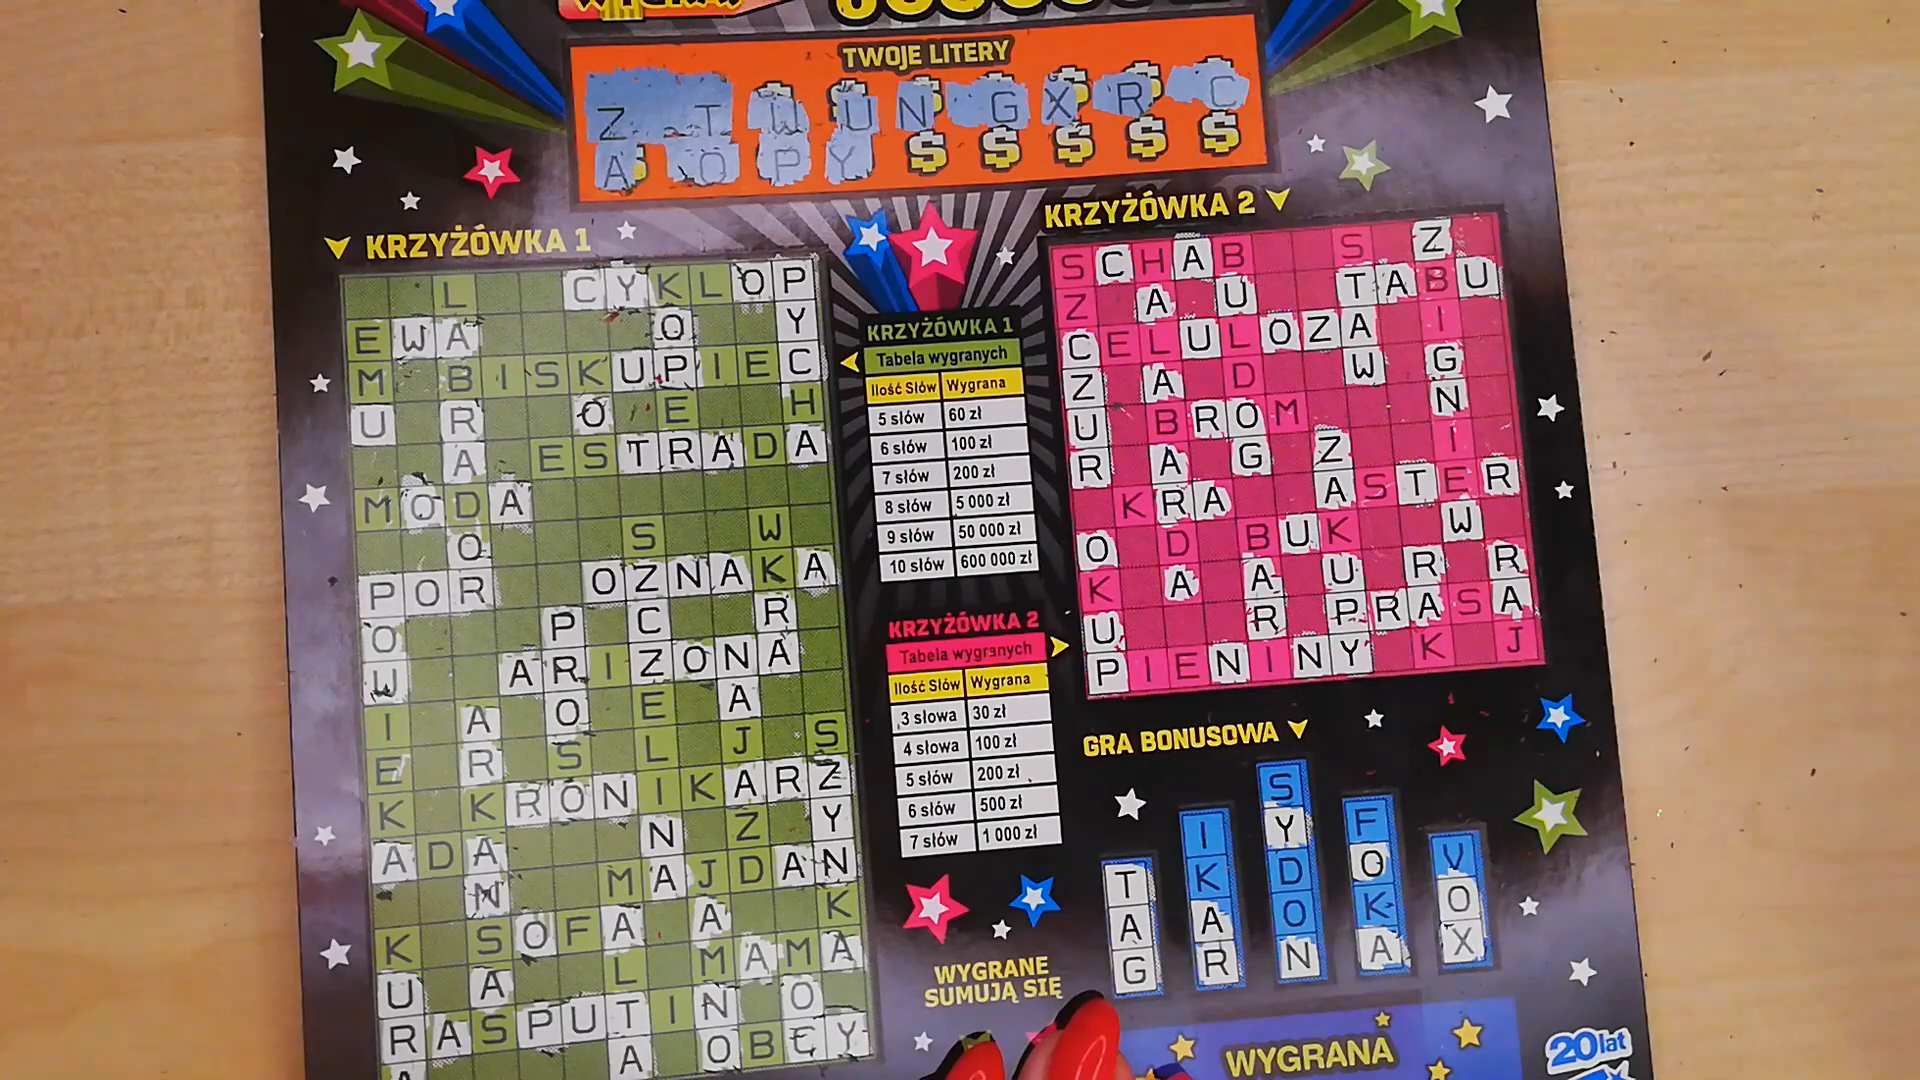 TWOJE LITERY
Z T W U N G X R C
A O P Y $ $ $ $ $
KRZYŻÓWKA 1
KRZYŻÓWKA 2
L CYKLOP
EWA O Y
M BISKUPIEC
U R O E H
A ESTRADA
MODA
O S W
POR OZNAKA
O P C R
W ARIZONA
I A O E A
E R S L J S
K KRONIKARZ
ADA N Z Y
N MAJDAN
K SOFA A K
U A L MAMA
RASPUTIN O
A A OBEY
KRZYŻÓWKA 1
Tabela wygranych
Ilość Słów Wygrana
5 słów 60 zł
6 słów 100 zł
7 słów 200 zł
8 słów 5 000 zł
9 słów 50 000 zł
10 słów 600 000 zł
KRZYŻÓWKA 2
Tabela wygranych
Ilość Słów Wygrana
3 słowa 30 zł
4 słowa 100 zł
5 słów 200 zł
6 słów 500 zł
7 słów 1 000 zł
SCHAB S Z
Z A U TABU
CELULOZA I
Z A D W G
U BROM N
R A G Z I
KRA ASTER
O D BUK W
K A A U R R
U R PRASA
PIENINY K J
GRA BONUSOWA
TAG
IKAR
SYDON
FOKA
VOX
WYGRANE
SUMUJĄ SIĘ
WYGRANA
20lat